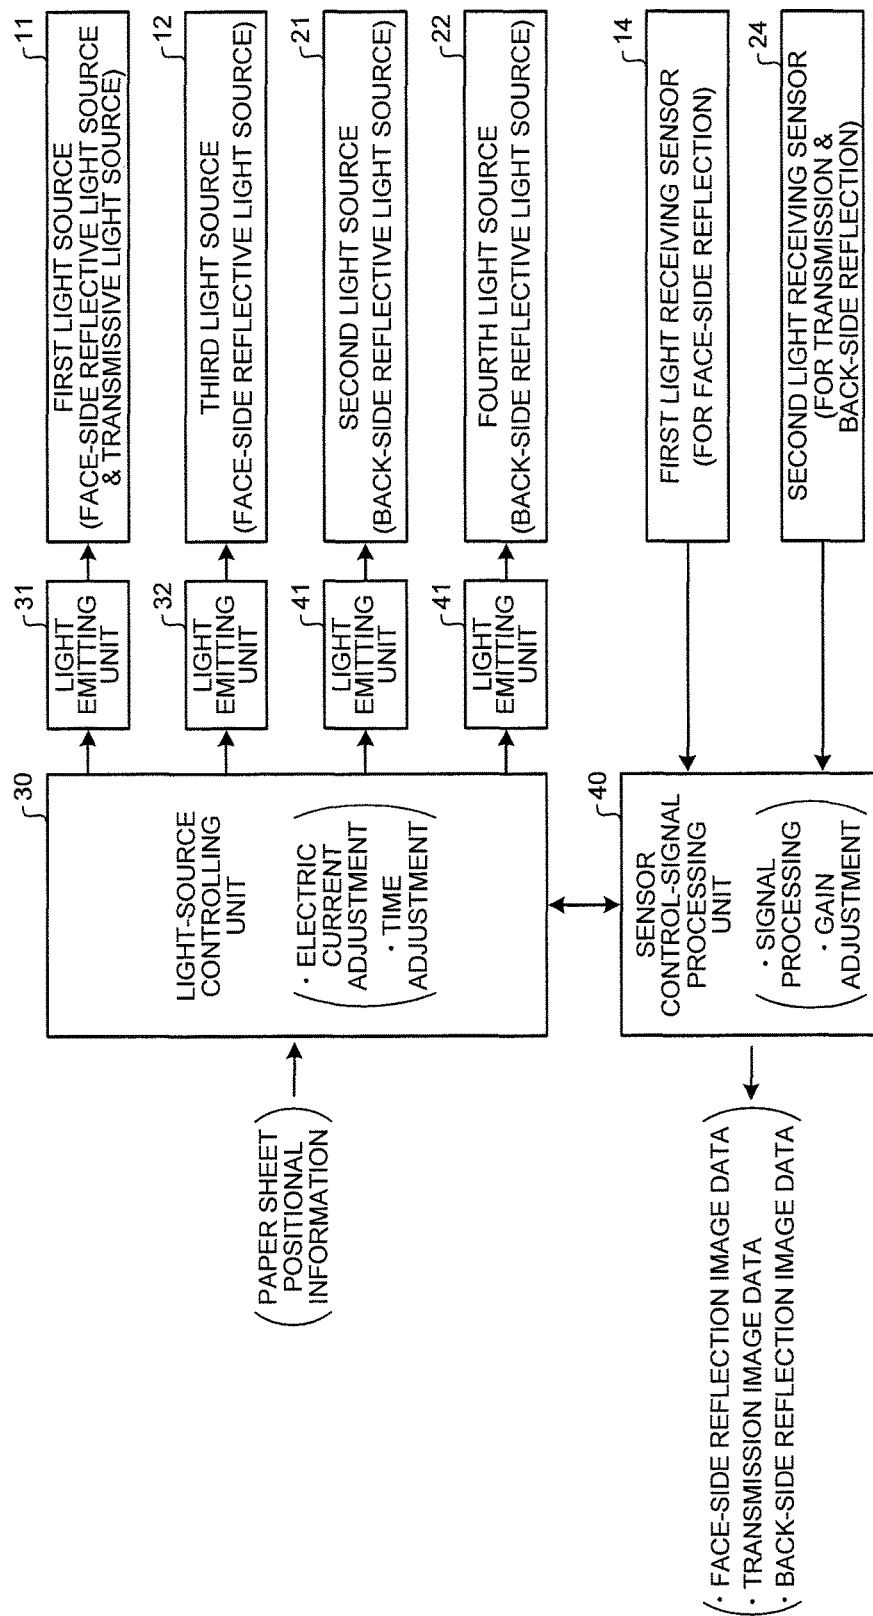 PAPER SHEET
POSITIONAL
INFORMATION
30
LIGHT-SOURCE
CONTROLLING
UNIT
· ELECTRIC
CURRENT
ADJUSTMENT
· TIME
ADJUSTMENT
31
LIGHT
EMITTING
UNIT
11
FIRST LIGHT SOURCE
(FACE-SIDE REFLECTIVE LIGHT SOURCE
& TRANSMISSIVE LIGHT SOURCE)
32
LIGHT
EMITTING
UNIT
12
THIRD LIGHT SOURCE
(FACE-SIDE REFLECTIVE LIGHT SOURCE)
41
LIGHT
EMITTING
UNIT
21
SECOND LIGHT SOURCE
(BACK-SIDE REFLECTIVE LIGHT SOURCE)
41
LIGHT
EMITTING
UNIT
22
FOURTH LIGHT SOURCE
(BACK-SIDE REFLECTIVE LIGHT SOURCE)
40
SENSOR
CONTROL-SIGNAL
PROCESSING
UNIT
· SIGNAL
PROCESSING
· GAIN
ADJUSTMENT
14
FIRST LIGHT RECEIVING SENSOR
(FOR FACE-SIDE REFLECTION)
24
SECOND LIGHT RECEIVING SENSOR
(FOR TRANSMISSION &
BACK-SIDE REFLECTION)
· FACE-SIDE REFLECTION IMAGE DATA
· TRANSMISSION IMAGE DATA
· BACK-SIDE REFLECTION IMAGE DATA